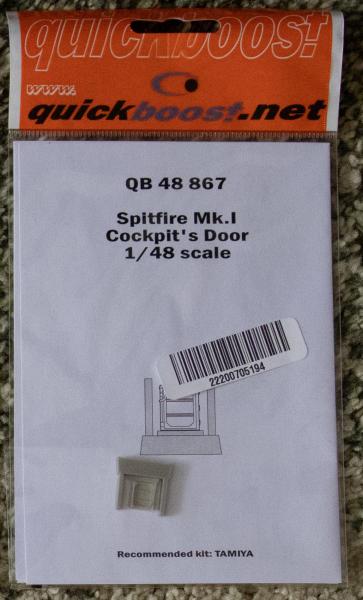 quickboost
www.
quickboost.net
QB 48 867
Spitfire Mk.I
Cockpit's Door
1/48 scale
22200705194
Recommended kit: TAMIYA